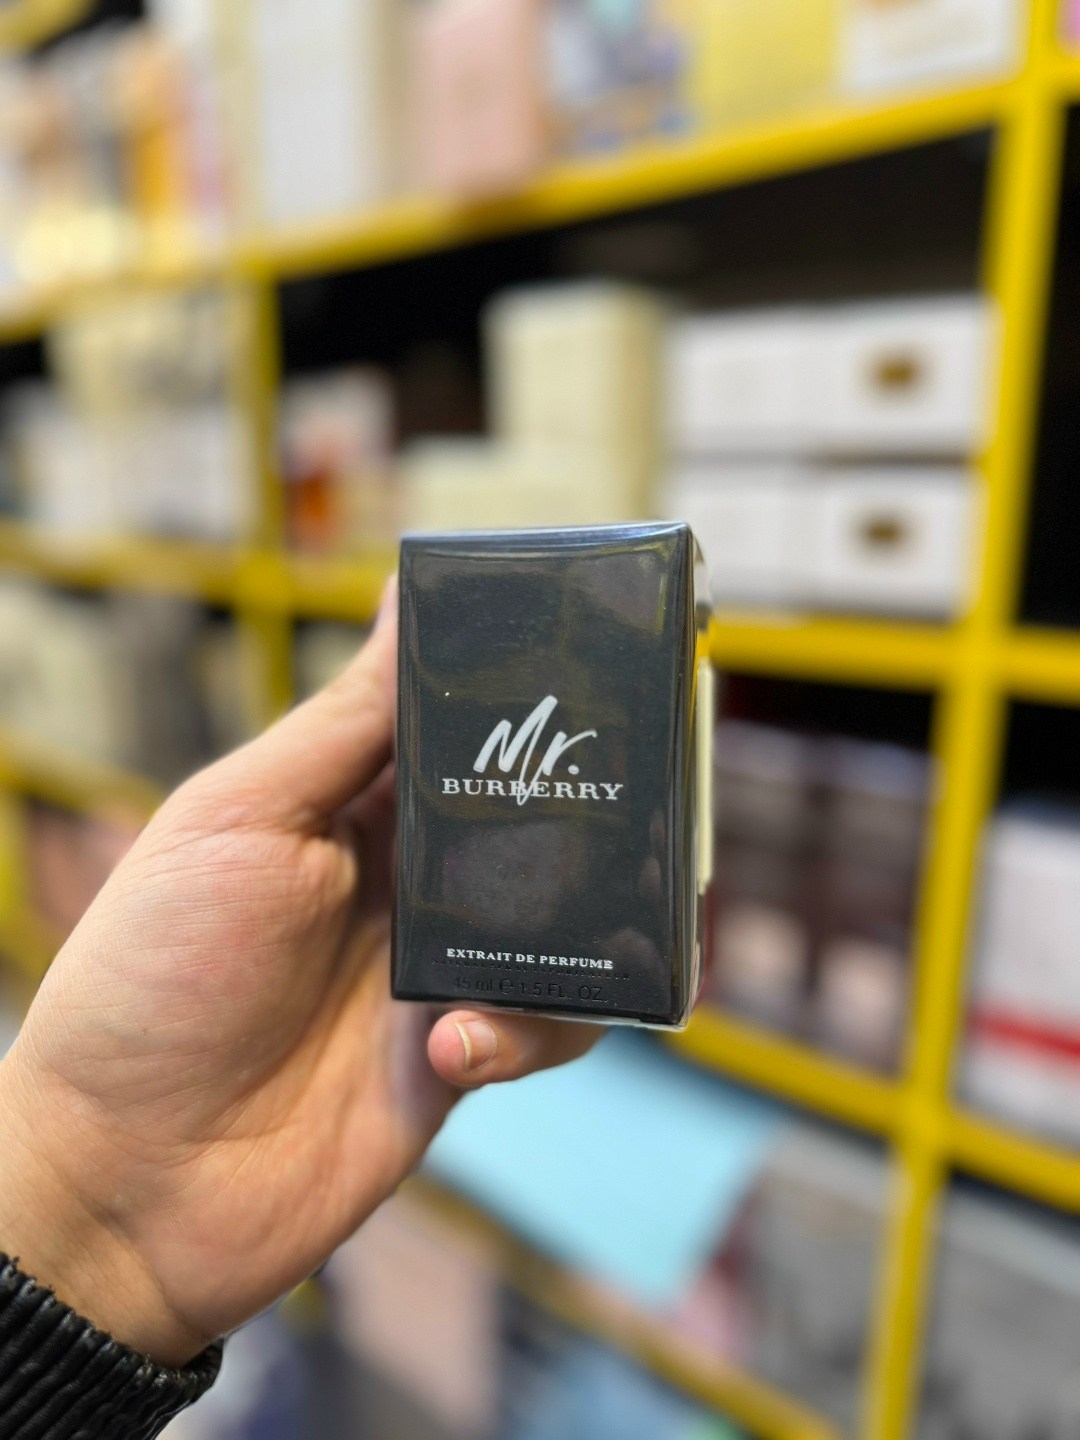 Mr.
BURBERRY
EXTRAIT DE PERFUME
45 ml ℮ 1.5 FL. OZ.